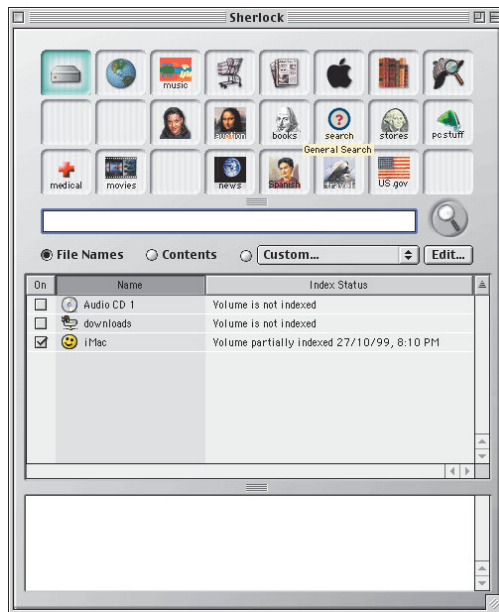 Sherlock
music
auction books search stores pc stuff
General Search
medical movies news Spanish travel US gov
File Names Contents Custom... Edit...
On Name Index Status
Audio CD 1 Volume is not indexed
downloads Volume is not indexed
iMac Volume partially indexed 27/10/99, 8:10 PM